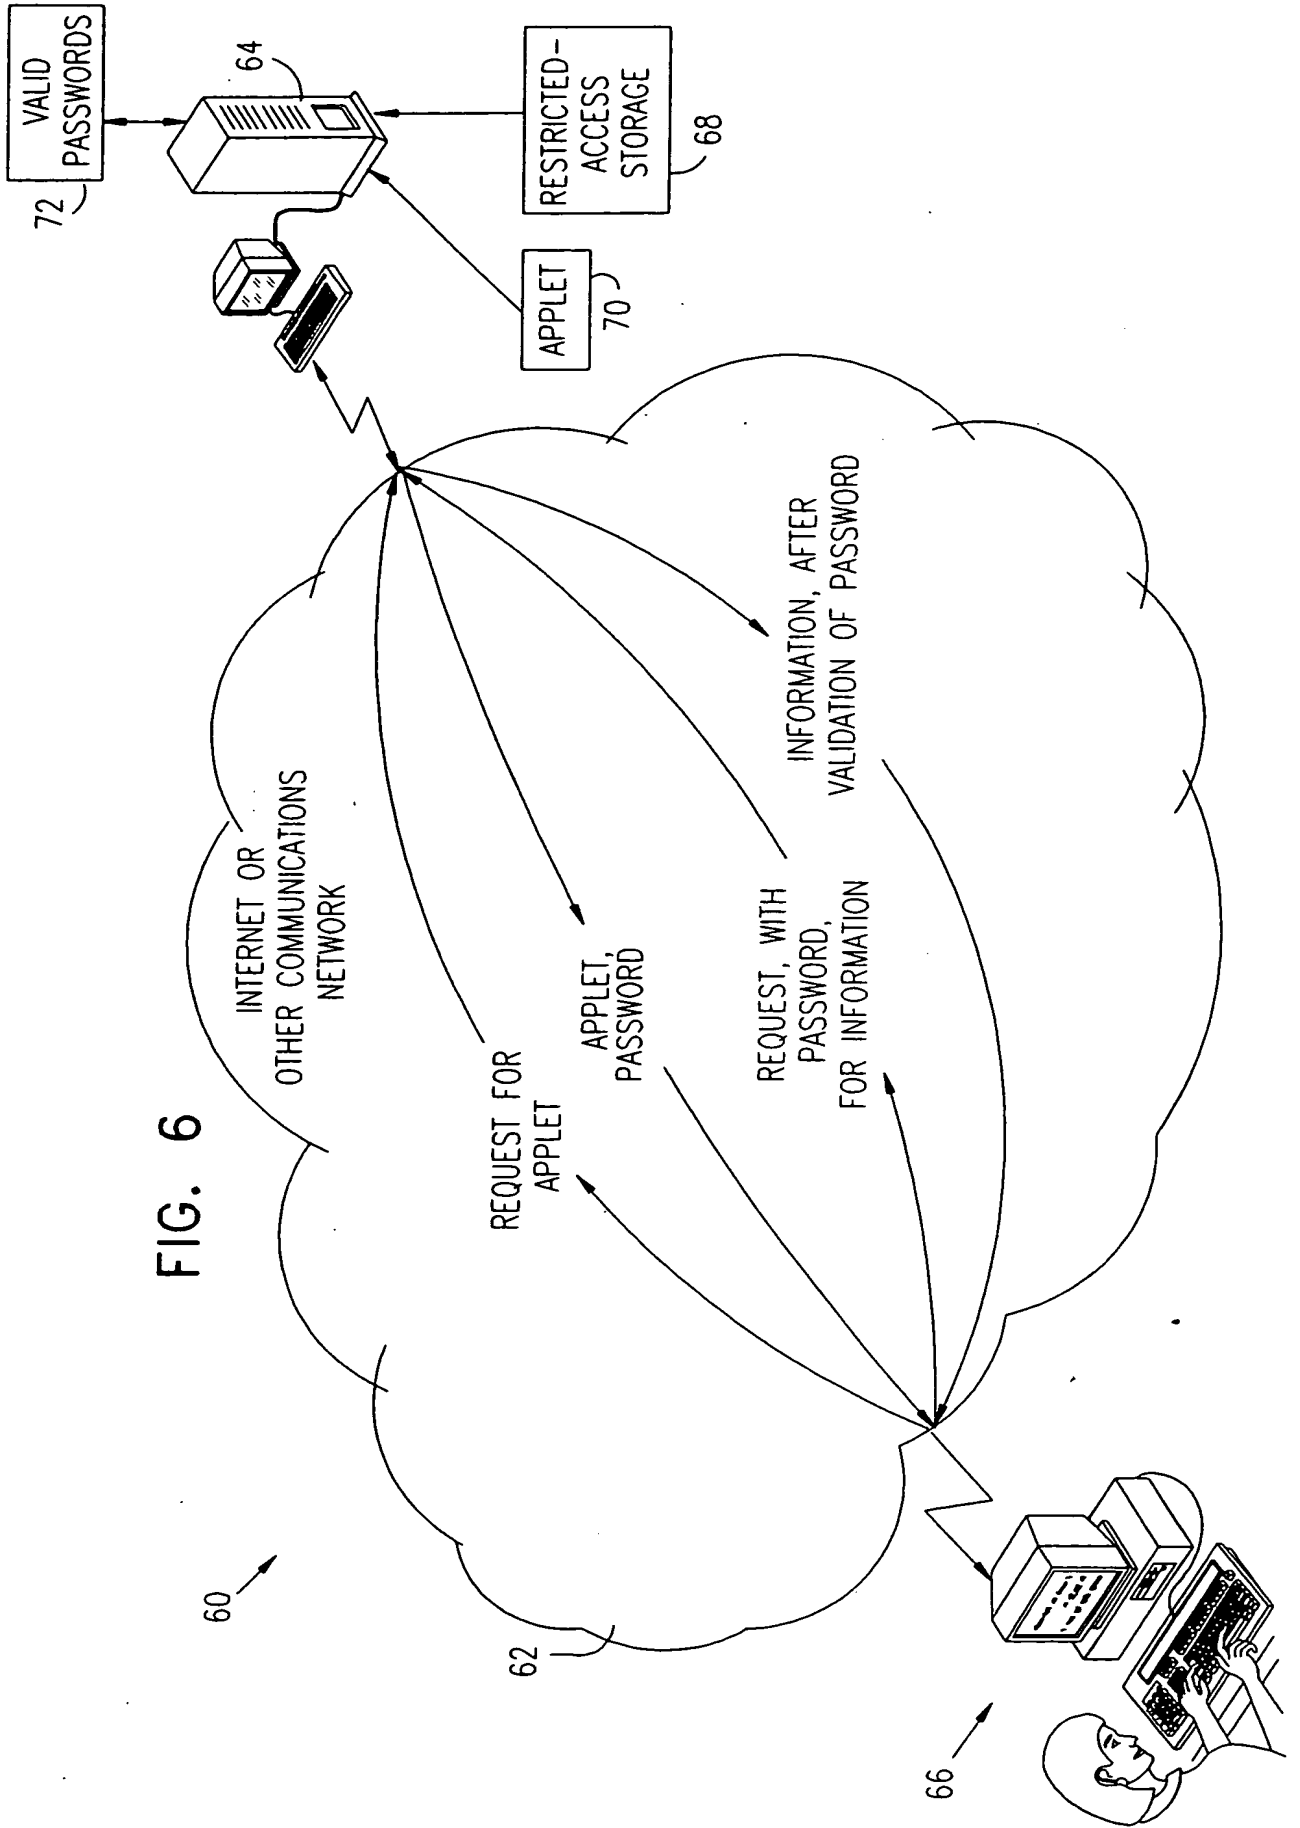 FIG. 6
60
62
66
INTERNET OR
OTHER COMMUNICATIONS
NETWORK
REQUEST FOR
APPLET
APPLET,
PASSWORD
REQUEST, WITH
PASSWORD,
FOR INFORMATION
INFORMATION, AFTER
VALIDATION OF PASSWORD
VALID
PASSWORDS
72
64
APPLET
70
RESTRICTED-
ACCESS
STORAGE
68